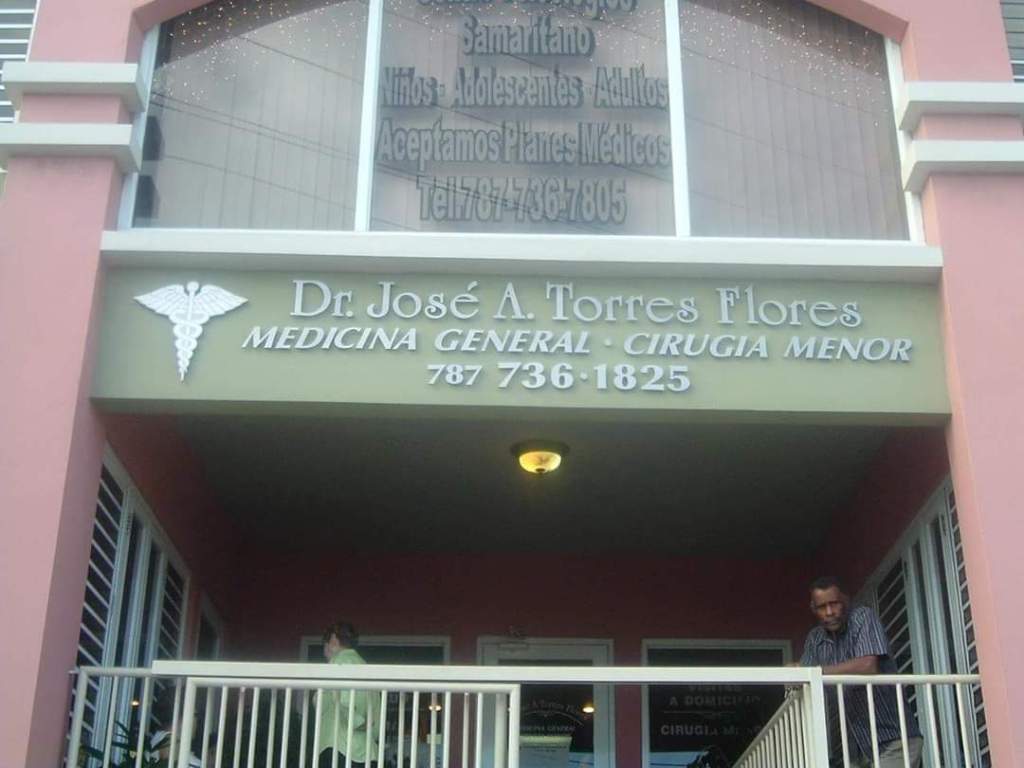 Samaritano
Niños - Adolescentes - Adultos
Aceptamos Planes Médicos
Tel.787-736-7805
Dr. José A. Torres Flores
MEDICINA GENERAL · CIRUGIA MENOR
787 736·1825
A DOMICILIO
CIRUGIA